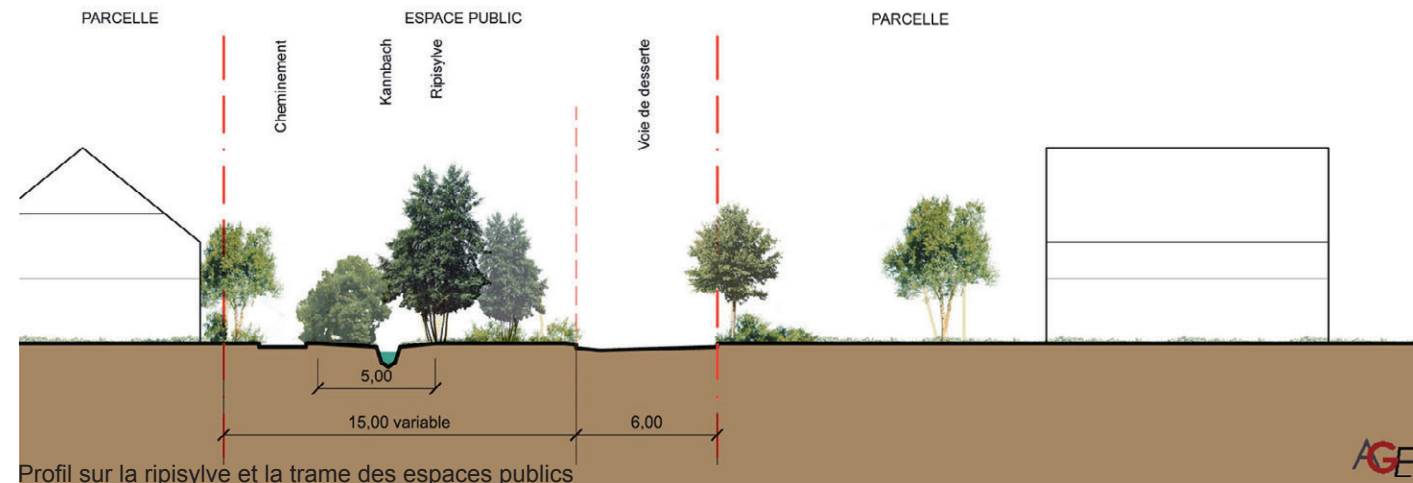 PARCELLE
ESPACE PUBLIC
PARCELLE
Cheminement
Kannbach
Ripisylve
Voie de desserte
5,00
15,00 variable
6,00
Profil sur la ripisylve et la trame des espaces publics
AGE